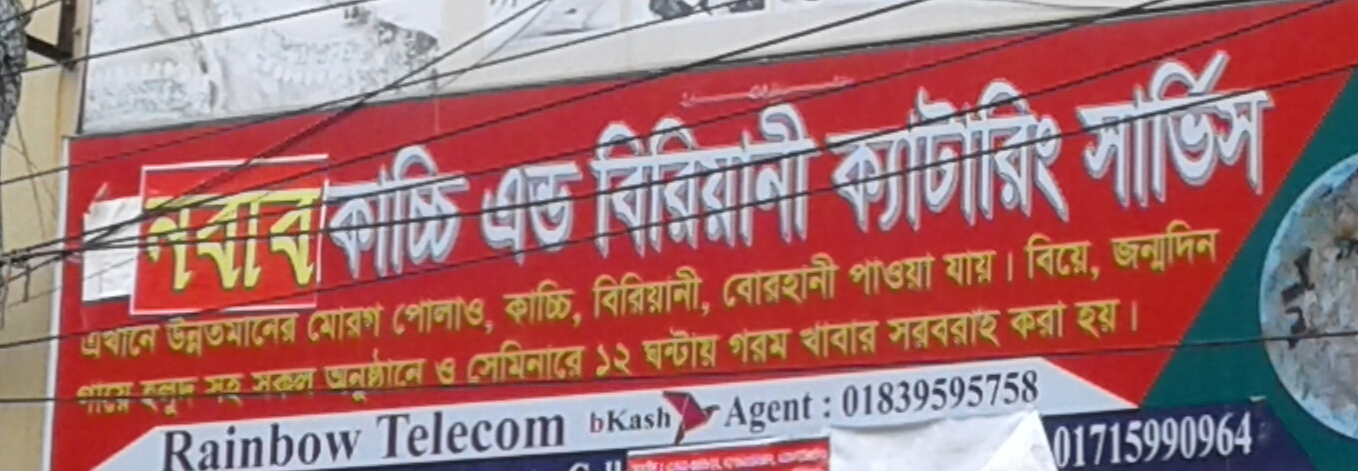 নবাব কাচ্চি এন্ড বিরিয়ানী ক্যাটারিং সার্ভিস
এখানে উন্নতমানের মোরগ পোলাও, কাচ্চি, বিরিয়ানী, বোরহানী পাওয়া যায়। বিয়ে, জন্মদিন
গায়ে হলুদ সহ সকল অনুষ্ঠানে ও সেমিনারে ১২ ঘন্টায় গরম খাবার সরবরাহ করা হয়।
Rainbow Telecom bKash Agent : 01839595758
01715990964